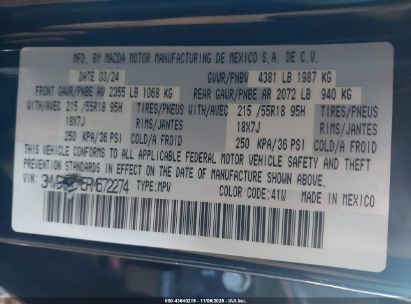 MFD. BY MAZDA MOTOR MANUFACTURING DE MEXICO S.A. DE C.V.
DATE 03/24 GVWR/PNBV 4381 LB 1987 KG
FRONT GAWR/PNBE AV 2355 LB 1068 KG REAR GAWR/PNBE AR 2072 LB 940 KG
WITH/AVEC 215 /55R18 95H TIRES/PNEUS WITH/AVEC 215 /55R18 95H TIRES/PNEUS
18X7J RIMS/JANTES 18X7J RIMS/JANTES
250 KPA/36 PSI COLD/A FROID 250 KPA/36 PSI COLD/A FROID
CONFORMS TO ALL APPLICABLE FEDERAL MOTOR VEHICLE SAFETY AND THEFT
PREVENTION STANDARDS IN EFFECT ON THE DATE OF MANUFACTURE SHOWN ABOVE.
VIN: RM672274 TYPE: MPV COLOR CODE: 41W MADE IN MEXICO